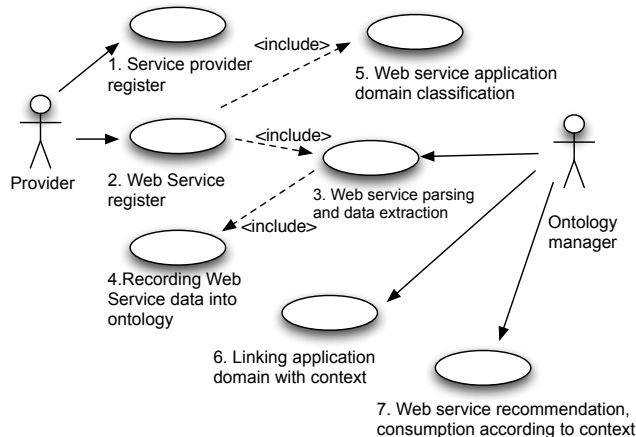 <include>
1. Service provider
register
5. Web service application
domain classification
<include>
Provider
2. Web Service
register
3. Web service parsing
and data extraction
<include>
Ontology
manager
4.Recording Web
Service data into
ontology
6. Linking application
domain with context
7. Web service recommendation,
consumption according to context